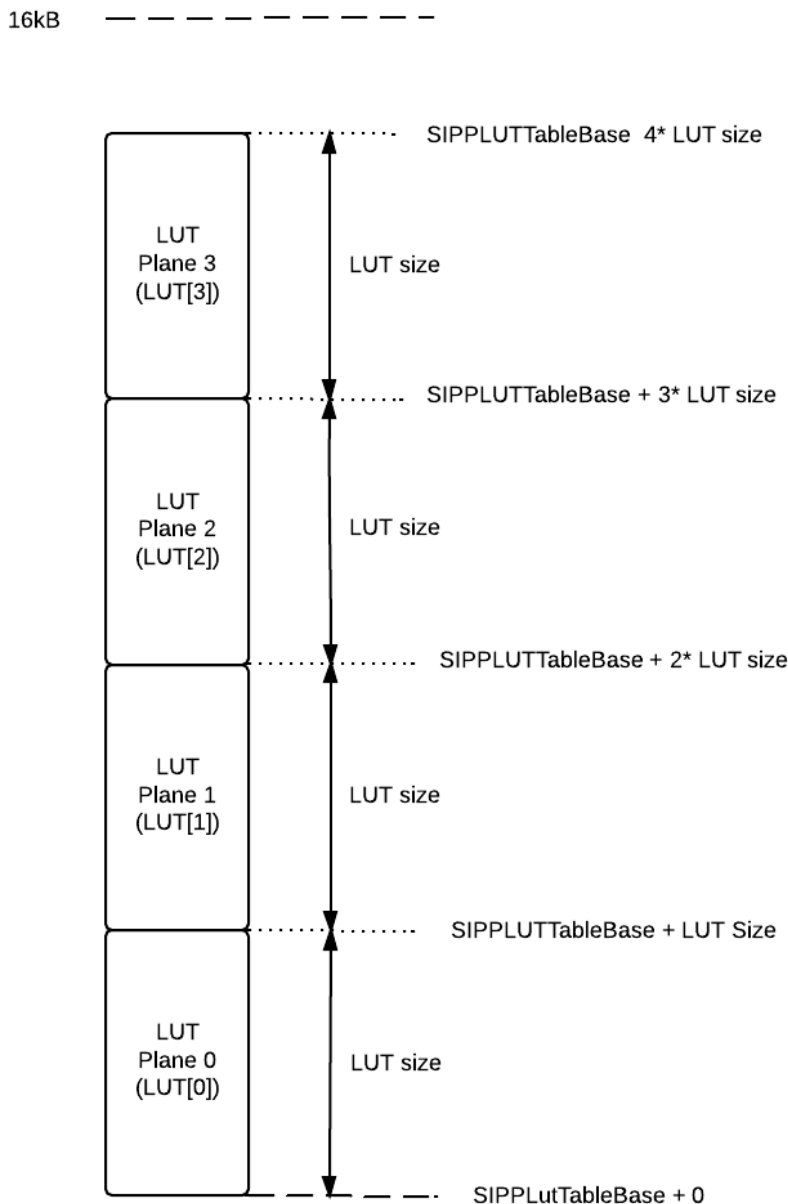 16kB
SIPPLUTTableBase  4* LUT size
LUT
Plane 3
(LUT[3])
LUT size
SIPPLUTTableBase + 3* LUT size
LUT
Plane 2
(LUT[2])
LUT size
SIPPLUTTableBase + 2* LUT size
LUT
Plane 1
(LUT[1])
LUT size
SIPPLUTTableBase + LUT Size
LUT
Plane 0
(LUT[0])
LUT size
SIPPLutTableBase + 0